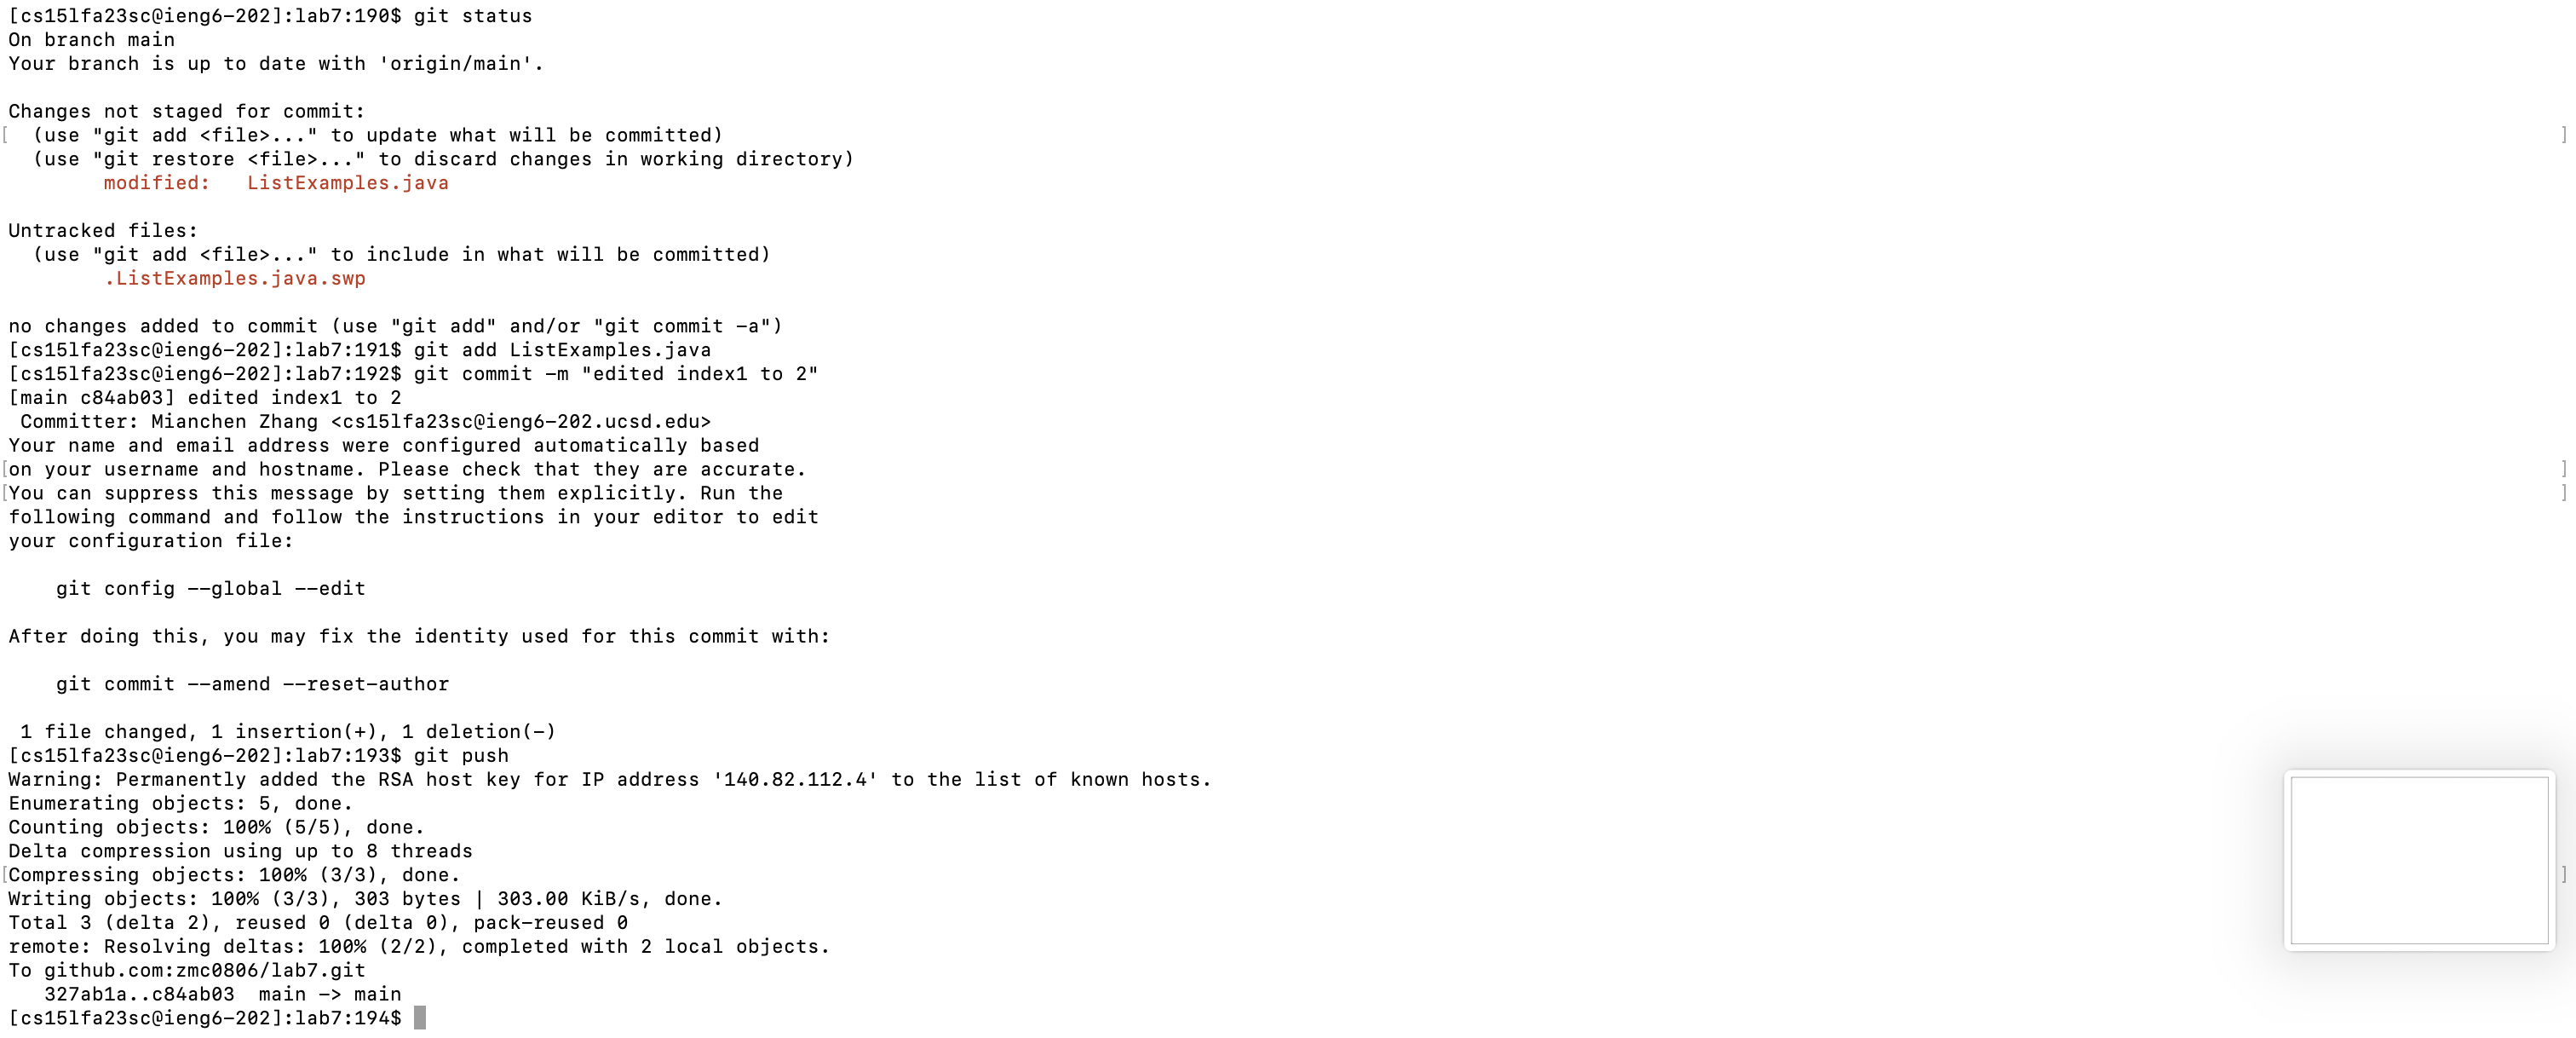 [cs15lfa23sc@ieng6-202]:lab7:190$ git status
On branch main
Your branch is up to date with 'origin/main'.

Changes not staged for commit:
[  (use "git add <file>..." to update what will be committed) ]
  (use "git restore <file>..." to discard changes in working directory)
        modified:   ListExamples.java

Untracked files:
  (use "git add <file>..." to include in what will be committed)
        .ListExamples.java.swp

no changes added to commit (use "git add" and/or "git commit -a")
[cs15lfa23sc@ieng6-202]:lab7:191$ git add ListExamples.java
[cs15lfa23sc@ieng6-202]:lab7:192$ git commit -m "edited index1 to 2"
[main c84ab03] edited index1 to 2
 Committer: Mianchen Zhang <cs15lfa23sc@ieng6-202.ucsd.edu>
Your name and email address were configured automatically based
[on your username and hostname. Please check that they are accurate. ]
[You can suppress this message by setting them explicitly. Run the ]
following command and follow the instructions in your editor to edit
your configuration file:

    git config --global --edit

After doing this, you may fix the identity used for this commit with:

    git commit --amend --reset-author

 1 file changed, 1 insertion(+), 1 deletion(-)
[cs15lfa23sc@ieng6-202]:lab7:193$ git push
Warning: Permanently added the RSA host key for IP address '140.82.112.4' to the list of known hosts.
Enumerating objects: 5, done.
Counting objects: 100% (5/5), done.
Delta compression using up to 8 threads
[Compressing objects: 100% (3/3), done. ]
Writing objects: 100% (3/3), 303 bytes | 303.00 KiB/s, done.
Total 3 (delta 2), reused 0 (delta 0), pack-reused 0
remote: Resolving deltas: 100% (2/2), completed with 2 local objects.
To github.com:zmc0806/lab7.git
   327ab1a..c84ab03  main -> main
[cs15lfa23sc@ieng6-202]:lab7:194$